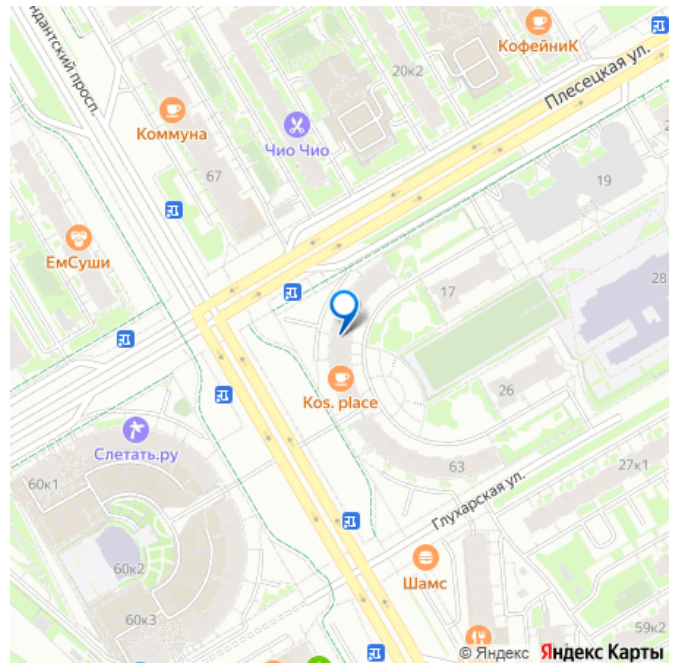 ндантский просп.
КофейниК
20к2
Плесецкая ул.
Коммуна
Чио Чио
67
19
ЕмСуши
17
28
Kos. place
26
Слетать.ру
63
60к1
27к1
Глухарская ул.
60к2
Шамс
60к3
59к2
© Яндекс Яндекс Карты